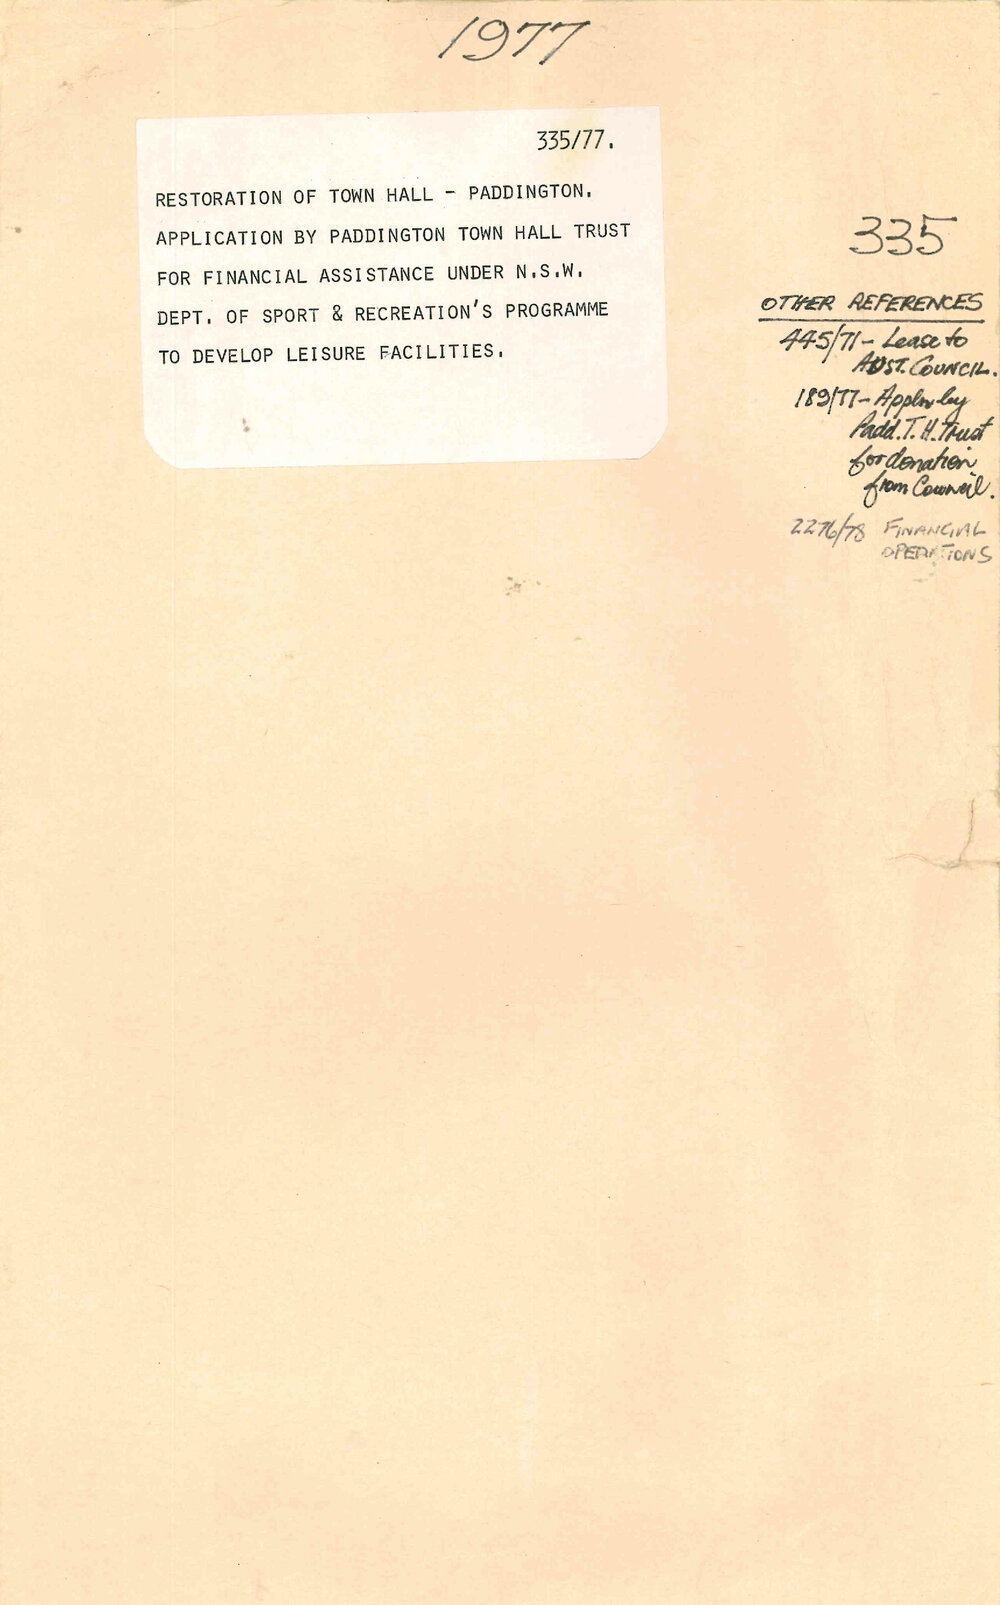 1977
335/77.
RESTORATION OF TOWN HALL - PADDINGTON.
APPLICATION BY PADDINGTON TOWN HALL TRUST
FOR FINANCIAL ASSISTANCE UNDER N.S.W.
DEPT. OF SPORT & RECREATION'S PROGRAMME
TO DEVELOP LEISURE FACILITIES.
335
OTHER REFERENCES
445/71 - Lease to
AUST. COUNCIL.
189/77 - Appln by
Padd. T. H. Trust
for donation
from Council.
2276/78 FINANCIAL
OPERATIONS